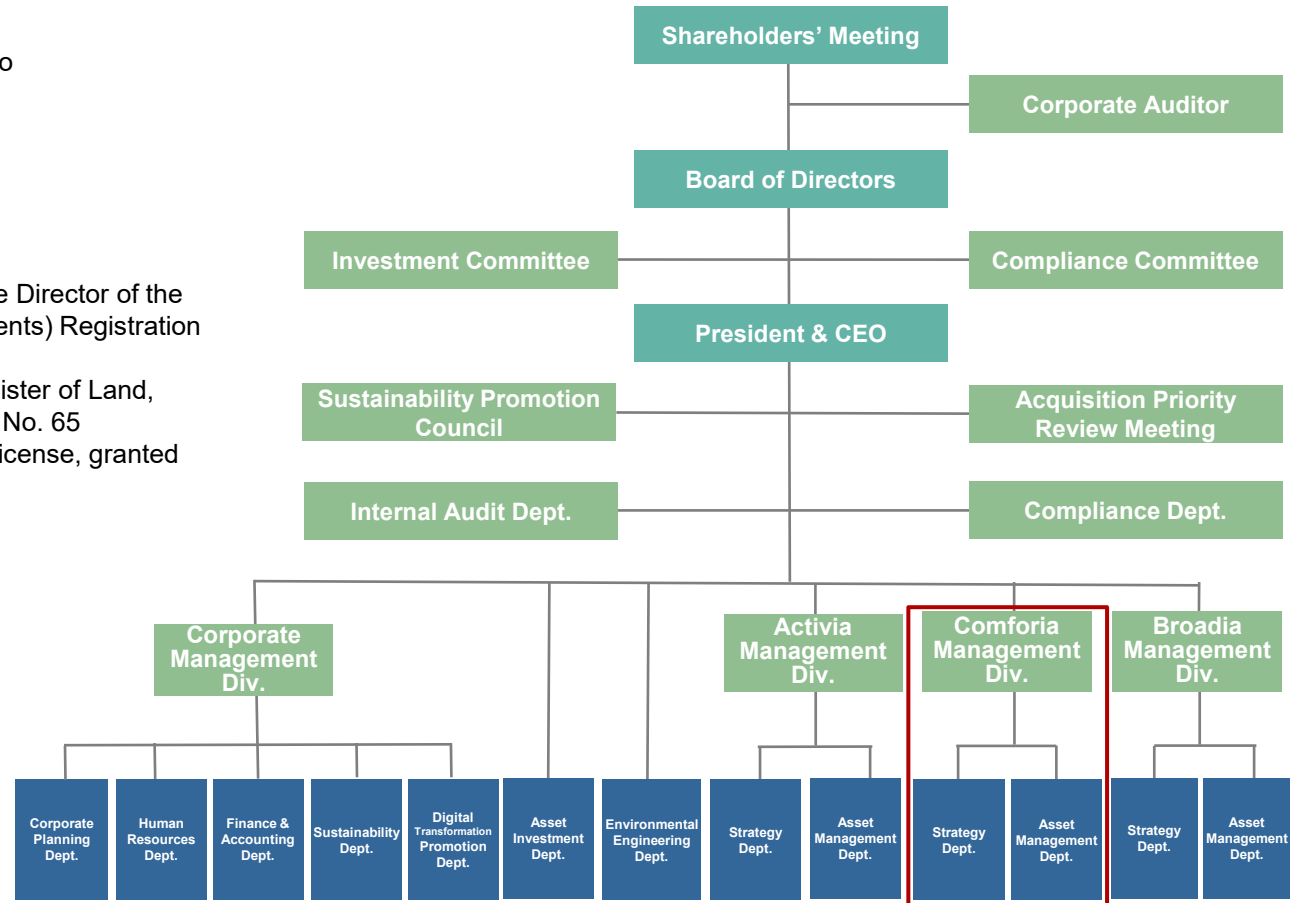 Shareholders’ Meeting
o
Corporate Auditor
Board of Directors
Investment Committee
Compliance Committee
e Director of the
ents) Registration
President & CEO
ister of Land,
No. 65
icense, granted
Sustainability Promotion
Council
Acquisition Priority
Review Meeting
Internal Audit Dept.
Compliance Dept.
Corporate
Management
Div.
Activia
Management
Div.
Comforia
Management
Div.
Broadia
Management
Div.
Corporate
Planning
Dept.
Human
Resources
Dept.
Finance &
Accounting
Dept.
Sustainability
Dept.
Digital
Transformation
Promotion
Dept.
Asset
Investment
Dept.
Environmental
Engineering
Dept.
Strategy
Dept.
Asset
Management
Dept.
Strategy
Dept.
Asset
Management
Dept.
Strategy
Dept.
Asset
Management
Dept.